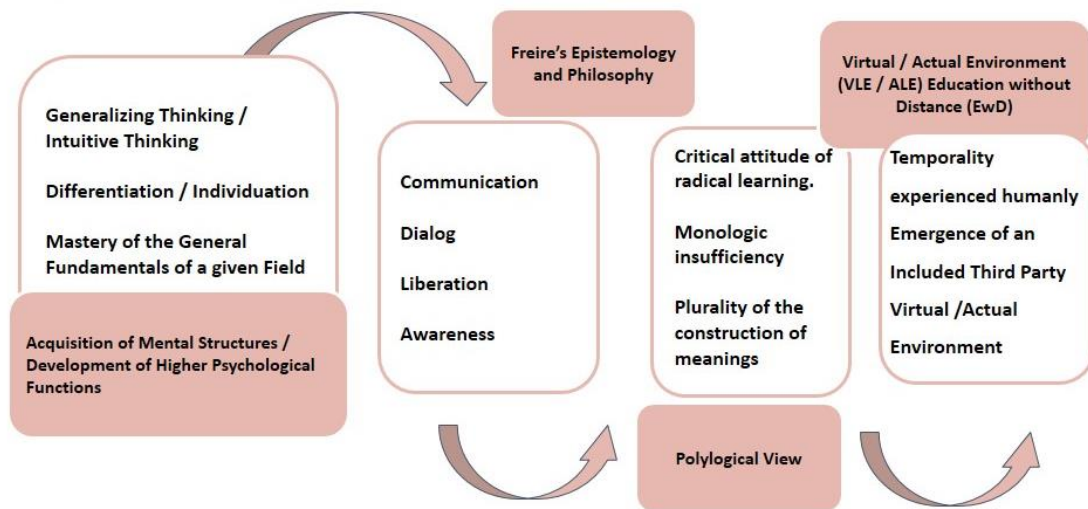 Generalizing Thinking /
Intuitive Thinking
Differentiation / Individuation
Mastery of the General
Fundamentals of a given Field
Acquisition of Mental Structures /
Development of Higher Psychological
Functions
Freire's Epistemology
and Philosophy
Communication
Dialog
Liberation
Awareness
Critical attitude of
radical learning.
Monologic
insufficiency
Plurality of the
construction of
meanings
Polylogical View
Virtual / Actual Environment
(VLE / ALE) Education without
Distance (EwD)
Temporality
experienced humanly
Emergence of an
Included Third Party
Virtual /Actual
Environment